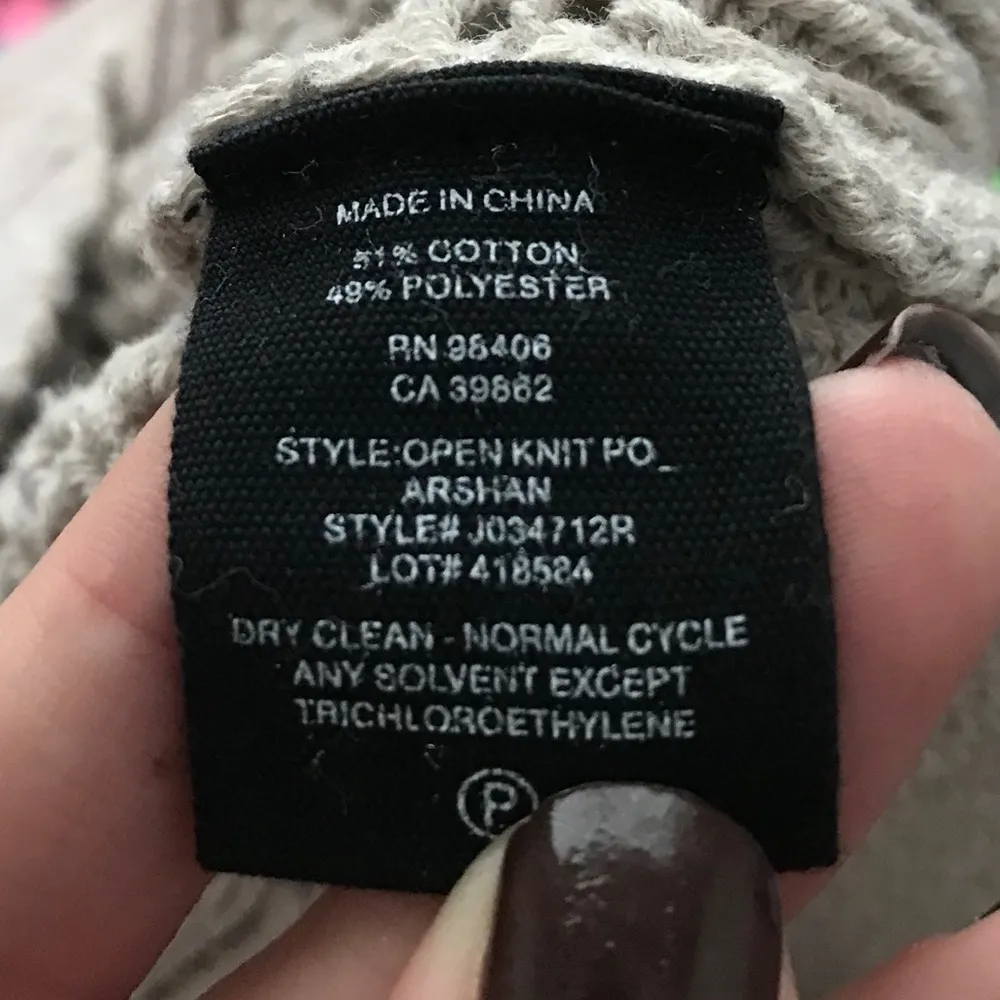 MADE IN CHINA
51% COTTON
49% POLYESTER
RN 98406
CA 39862
STYLE:OPEN KNIT PO_
ARSHAN
STYLE# J034712R
LOT# 418584
DRY CLEAN - NORMAL CYCLE
ANY SOLVENT EXCEPT
TRICHLOROETHYLENE
P